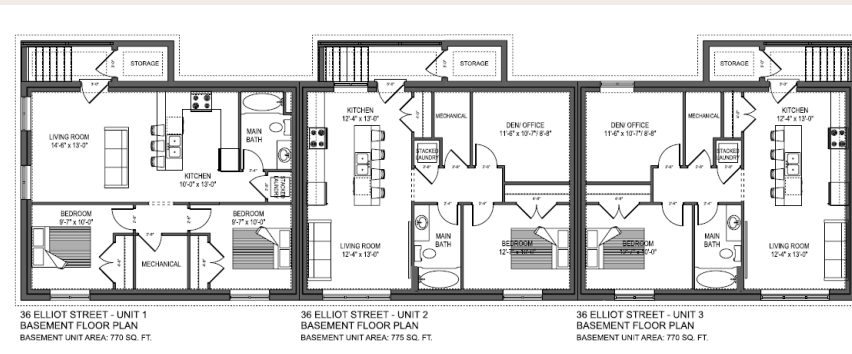 STORAGE
LIVING ROOM
14'-6" x 13'-0"
KITCHEN
10'-0" x 13'-0"
MAIN
BATH
STACKED
LAUNDRY
BEDROOM
9'-7" x 10'-0"
MECHANICAL
BEDROOM
9'-7" x 10'-0"
36 ELLIOT STREET - UNIT 1
BASEMENT FLOOR PLAN
BASEMENT UNIT AREA: 770 SQ. FT.
STORAGE
KITCHEN
12'-4" x 13'-0"
MECHANICAL
DEN/ OFFICE
11'-6" x 10'-7"/ 8'-8"
STACKED
LAUNDRY
LIVING ROOM
12'-4" x 13'-0"
MAIN
BATH
BEDROOM
36 ELLIOT STREET - UNIT 2
BASEMENT FLOOR PLAN
BASEMENT UNIT AREA: 775 SQ. FT.
STORAGE
DEN/ OFFICE
11'-6" x 10'-7"/ 8'-8"
MECHANICAL
KITCHEN
12'-4" x 13'-0"
STACKED
LAUNDRY
BEDROOM
MAIN
BATH
LIVING ROOM
12'-4" x 13'-0"
36 ELLIOT STREET - UNIT 3
BASEMENT FLOOR PLAN
BASEMENT UNIT AREA: 770 SQ. FT.